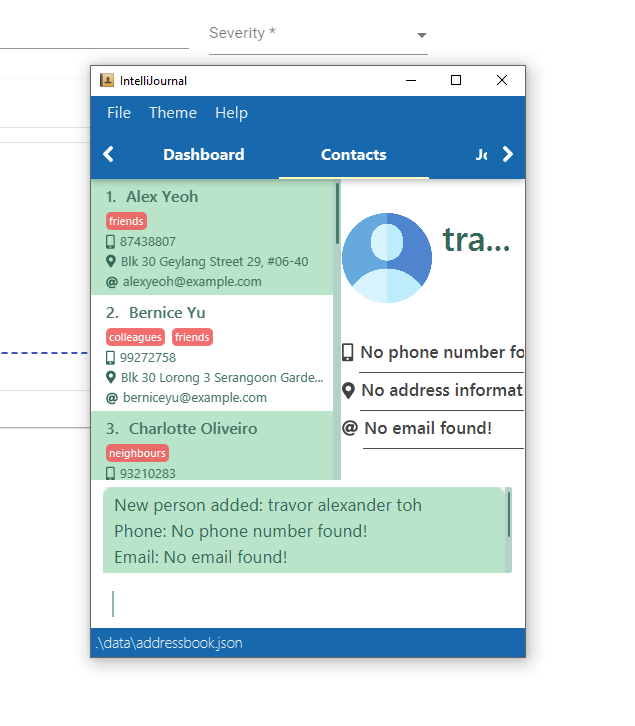 Severity *
IntelliJournal
File Theme Help
Dashboard Contacts Jo
1. Alex Yeoh
friends
87438807
Blk 30 Geylang Street 29, #06-40
alexyeoh@example.com
2. Bernice Yu
colleagues friends
99272758
Blk 30 Lorong 3 Serangoon Garde...
berniceyu@example.com
3. Charlotte Oliveiro
neighbours
93210283
tra...
No phone number fo
No address informat
@ No email found!
New person added: travor alexander toh
Phone: No phone number found!
Email: No email found!
.\data\addressbook.json